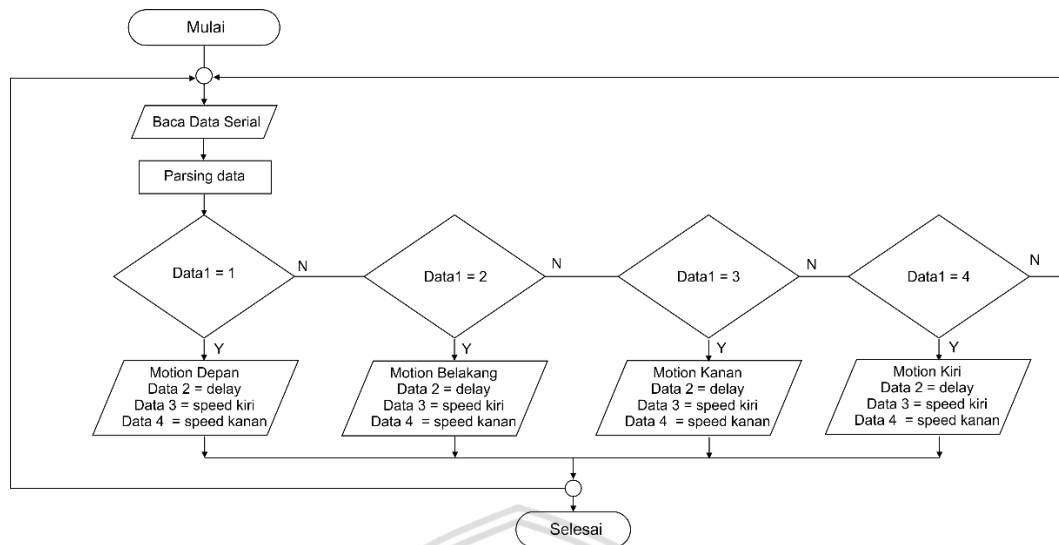 Mulai
Baca Data Serial
Parsing data
Data1 = 1
N
Data1 = 2
N
Data1 = 3
N
Data1 = 4
N
Y
Y
Y
Y
Motion Depan
Data 2 = delay
Data 3 = speed kiri
Data 4 = speed kanan
Motion Belakang
Data 2 = delay
Data 3 = speed kiri
Data 4 = speed kanan
Motion Kanan
Data 2 = delay
Data 3 = speed kiri
Data 4 = speed kanan
Motion Kiri
Data 2 = delay
Data 3 = speed kiri
Data 4 = speed kanan
Selesai